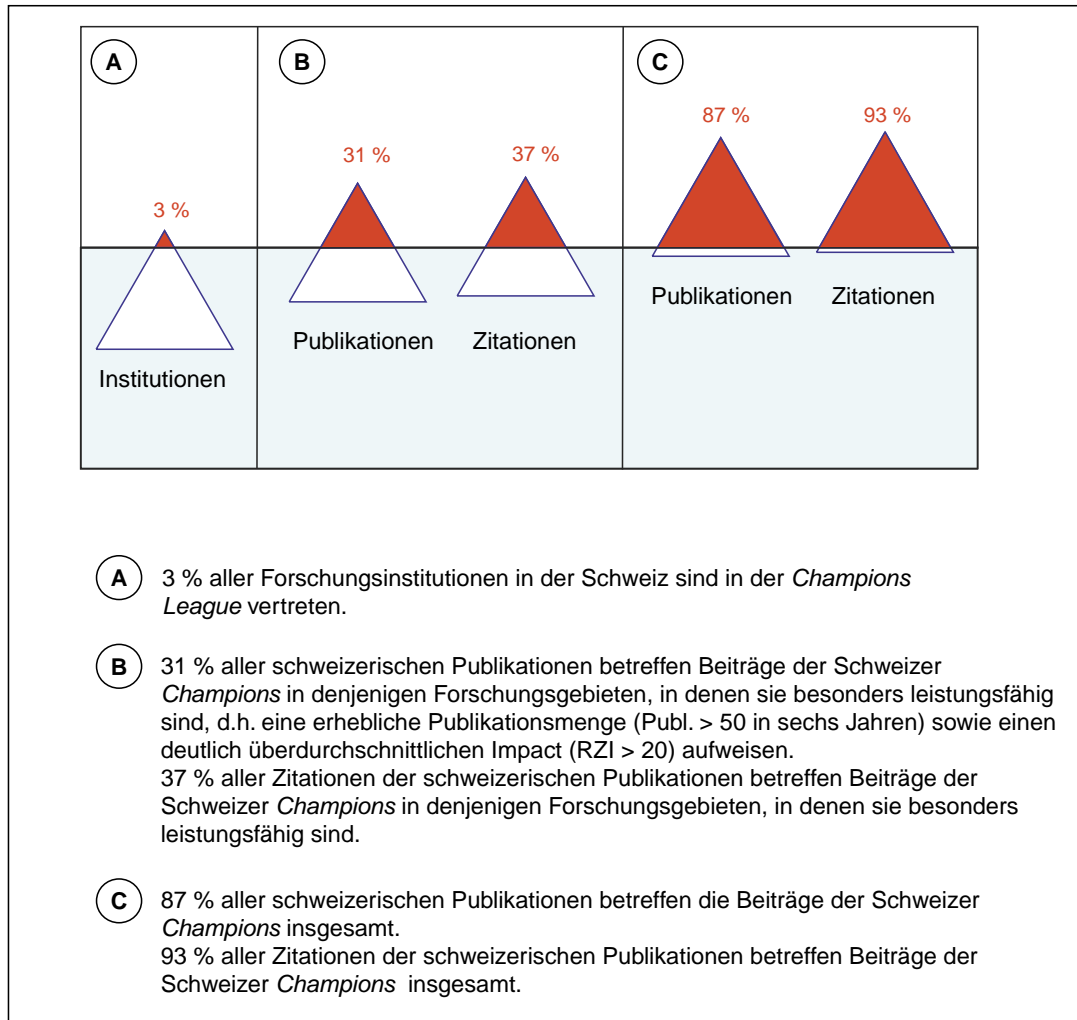 A
B
C
3 %
31 %
37 %
87 %
93 %
Institutionen
Publikationen
Zitationen
Publikationen
Zitationen
A
3 % aller Forschungsinstitutionen in der Schweiz sind in der Champions
League vertreten.
B
31 % aller schweizerischen Publikationen betreffen Beiträge der Schweizer
Champions in denjenigen Forschungsgebieten, in denen sie besonders leistungsfähig
sind, d.h. eine erhebliche Publikationsmenge (Publ. > 50 in sechs Jahren) sowie einen
deutlich überdurchschnittlichen Impact (RZI > 20) aufweisen.
37 % aller Zitationen der schweizerischen Publikationen betreffen Beiträge der
Schweizer Champions in denjenigen Forschungsgebieten, in denen sie besonders
leistungsfähig sind.
C
87 % aller schweizerischen Publikationen betreffen die Beiträge der Schweizer
Champions insgesamt.
93 % aller Zitationen der schweizerischen Publikationen betreffen Beiträge der
Schweizer Champions insgesamt.